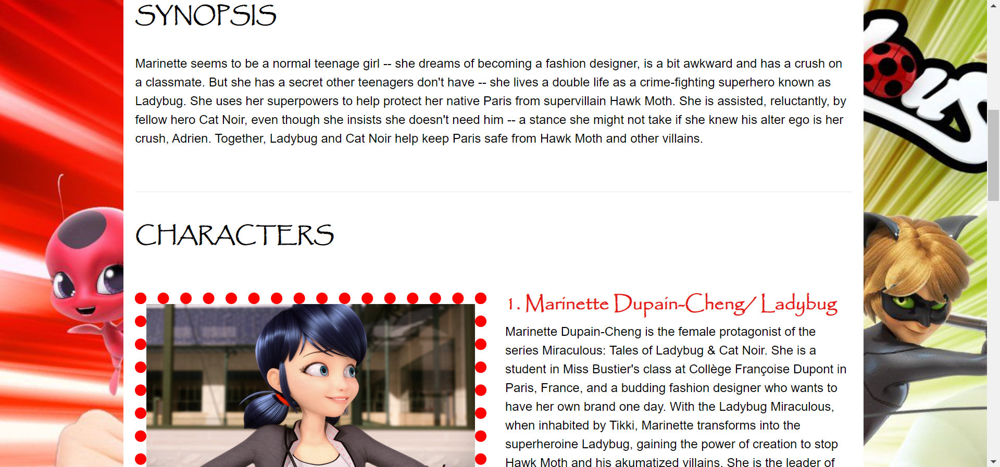 SYNOPSIS
Marinette seems to be a normal teenage girl -- she dreams of becoming a fashion designer, is a bit awkward and has a crush on
a classmate. But she has a secret other teenagers don't have -- she lives a double life as a crime-fighting superhero known as
Ladybug. She uses her superpowers to help protect her native Paris from supervillain Hawk Moth. She is assisted, reluctantly, by
fellow hero Cat Noir, even though she insists she doesn't need him -- a stance she might not take if she knew his alter ego is her
crush, Adrien. Together, Ladybug and Cat Noir help keep Paris safe from Hawk Moth and other villains.
CHARACTERS
1. Marinette Dupain-Cheng/ Ladybug
Marinette Dupain-Cheng is the female protagonist of the
series Miraculous: Tales of Ladybug & Cat Noir. She is a
student in Miss Bustier's class at Collège Françoise Dupont in
Paris, France, and a budding fashion designer who wants to
have her own brand one day. With the Ladybug Miraculous,
when inhabited by Tikki, Marinette transforms into the
superheroine Ladybug, gaining the power of creation to stop
Hawk Moth and his akumatized villains. She is the leader of